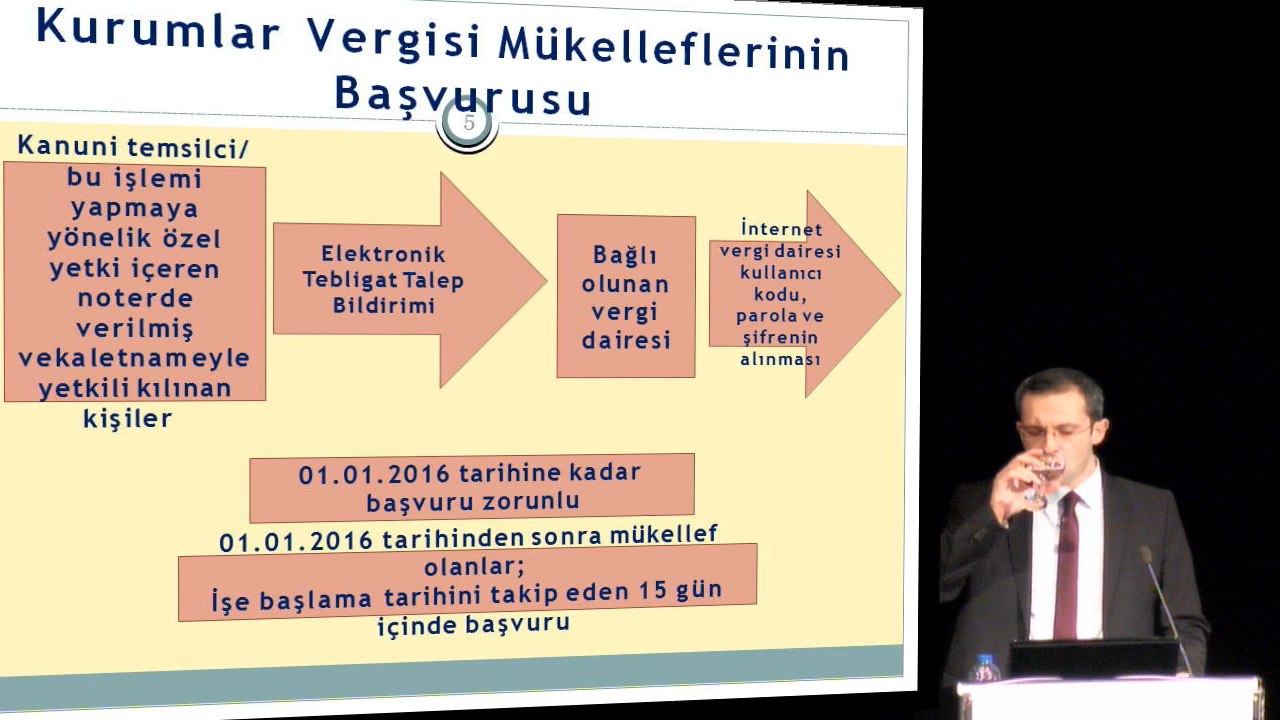 Kurumlar Vergisi Mükelleflerinin
Başvurusu
5
Kanuni temsilci/
bu işlemi
yapmaya
yönelik özel
yetki içeren
noterde
verilmiş
vekaletnameyle
yetkili kılınan
kişiler
Elektronik
Tebligat Talep
Bildirimi
Bağlı
olunan
vergi
dairesi
İnternet
vergi dairesi
kullanıcı
kodu,
parola ve
şifrenin
alınması
01.01.2016 tarihine kadar
başvuru zorunlu
01.01.2016 tarihinden sonra mükellef
olanlar;
İşe başlama tarihini takip eden 15 gün
içinde başvuru